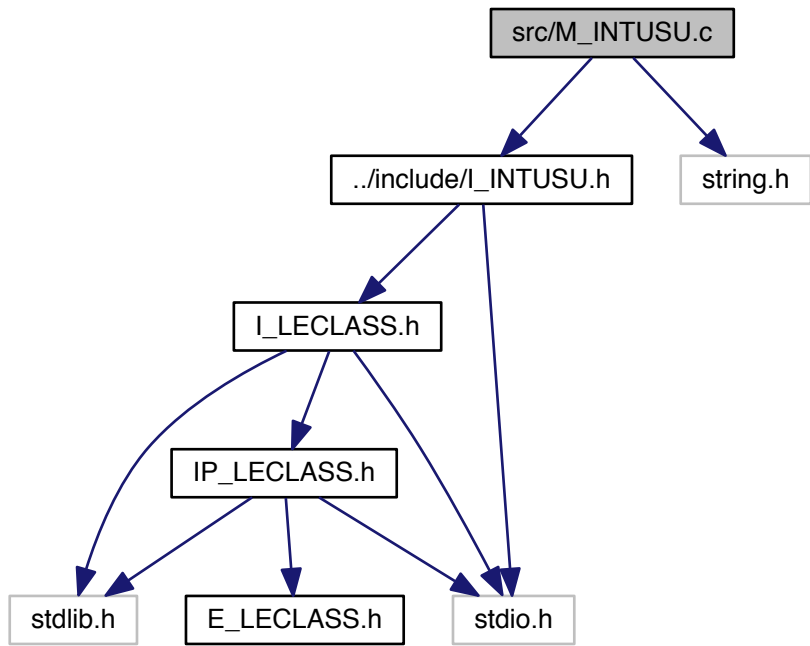 src/M_INTUSU.c
../include/I_INTUSU.h
string.h
I_LECLASS.h
IP_LECLASS.h
stdlib.h
E_LECLASS.h
stdio.h